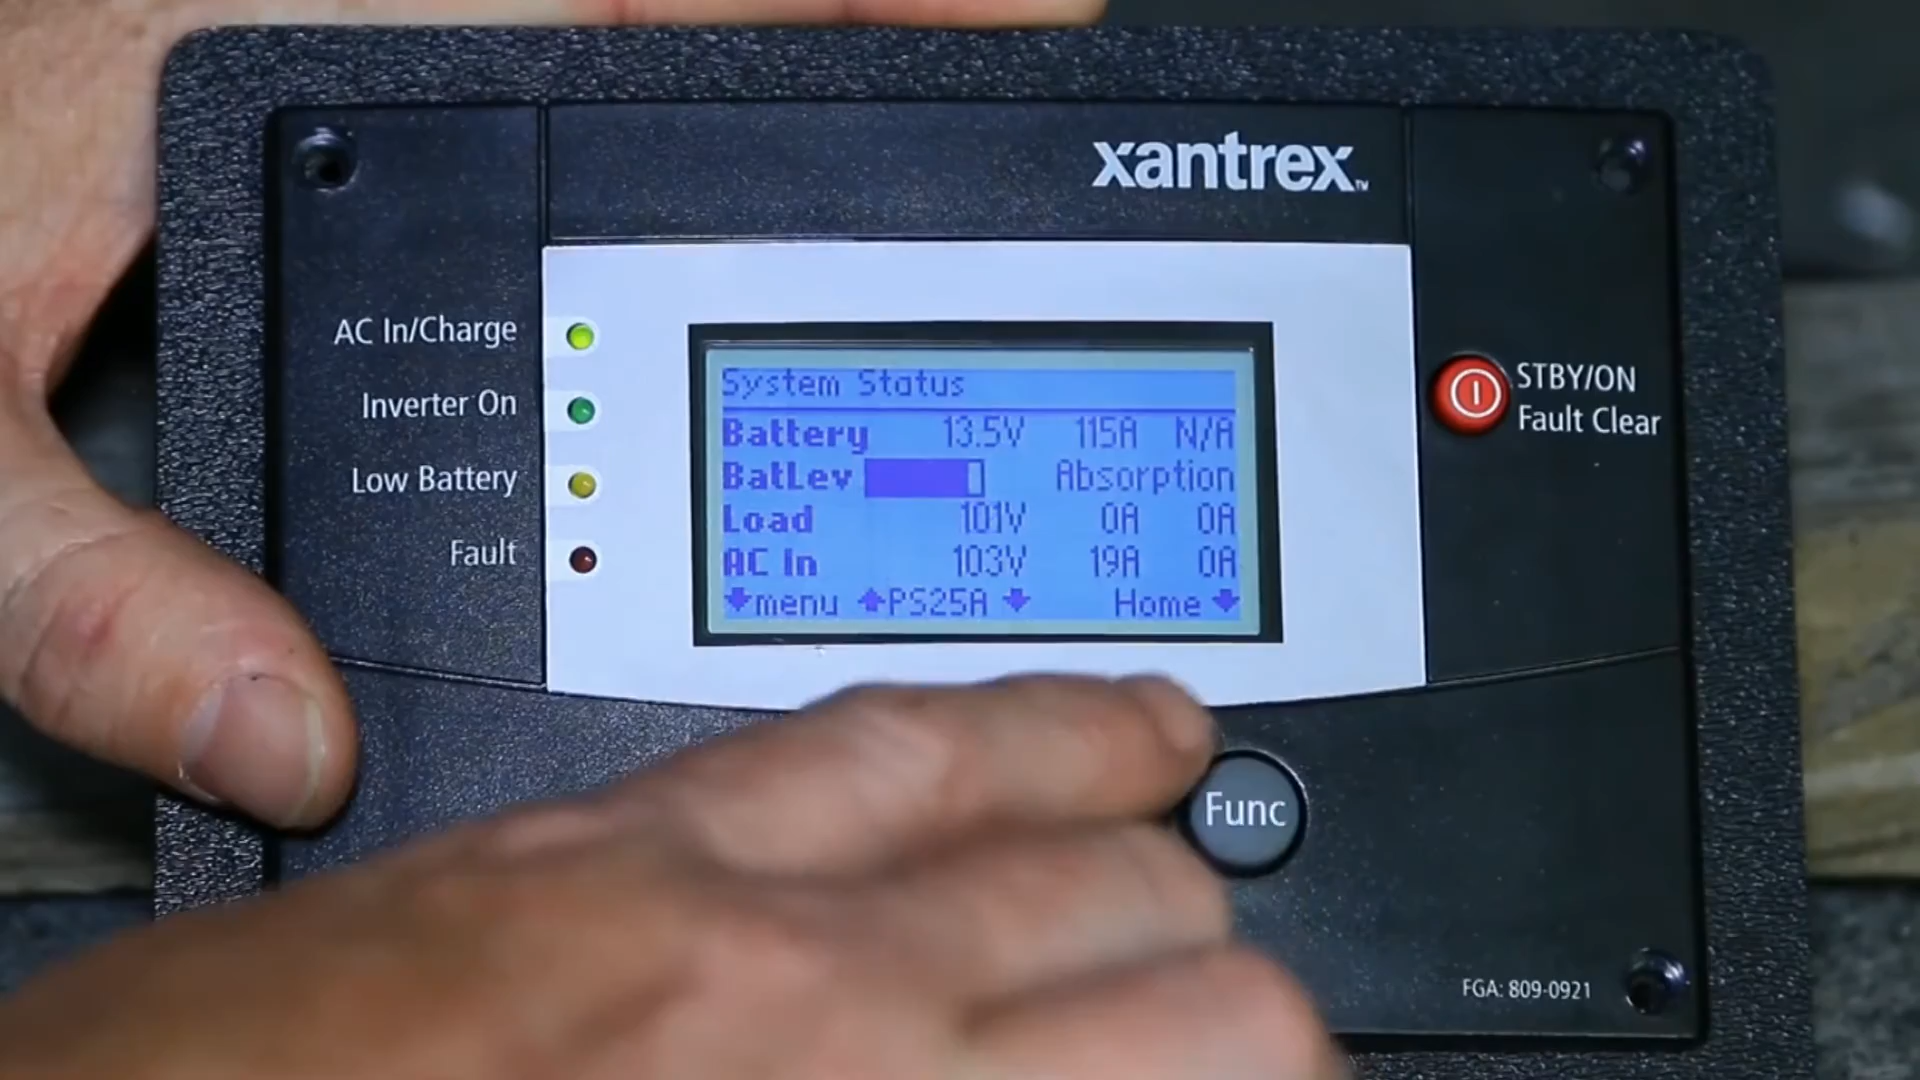 xantrex™
AC In/Charge
Inverter On
Low Battery
Fault
System Status
Battery 13.5V 115A N/A
BatLev Absorption
Load 101V 0A 0A
AC In 103V 19A 0A
menu PS25A Home
STBY/ON
Fault Clear
Func
FGA: 809-0921